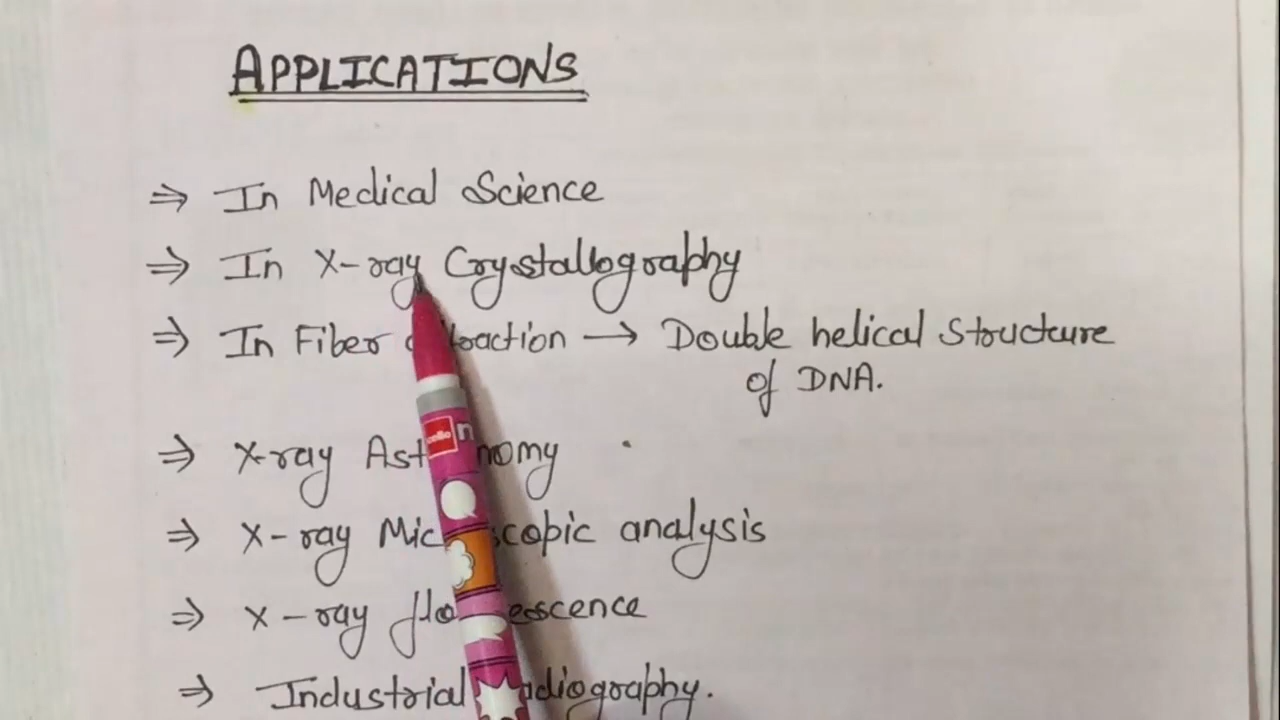 APPLICATIONS
⇒ In Medical Science
⇒ In X-ray Crystallography
⇒ In Fiber → Double helical Structure
of DNA.
⇒ X-ray
⇒ X-ray analysis
⇒ X-ray
⇒ Industrial
cello n